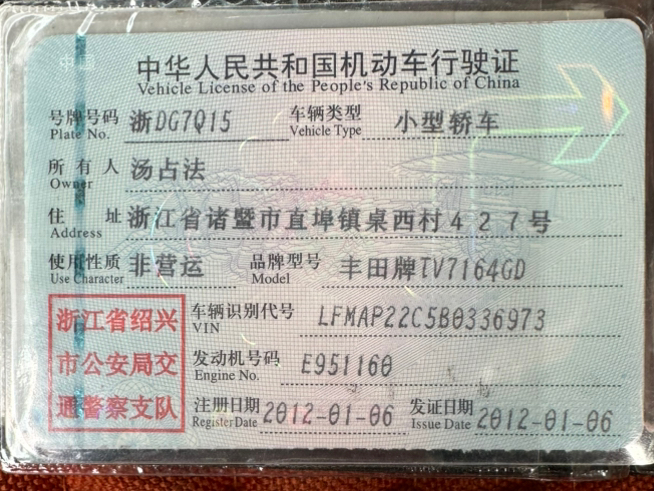 中华人民共和国机动车行驶证
Vehicle License of the People's Republic of China
号牌号码 浙DG7Q15 车辆类型 小型轿车
Plate No. Vehicle Type
所有人 汤占法
Owner
住址 浙江省诸暨市直埠镇桌西村427号
Address
使用性质 非营运 品牌型号 丰田牌TV7164GD
Use Character Model
浙江省绍兴 车辆识别代号 LFMAP22C5B0336973
VIN
市公安局交 发动机号码 E951160
Engine No.
通警察支队 注册日期 2012-01-06 发证日期 2012-01-06
Register Date Issue Date